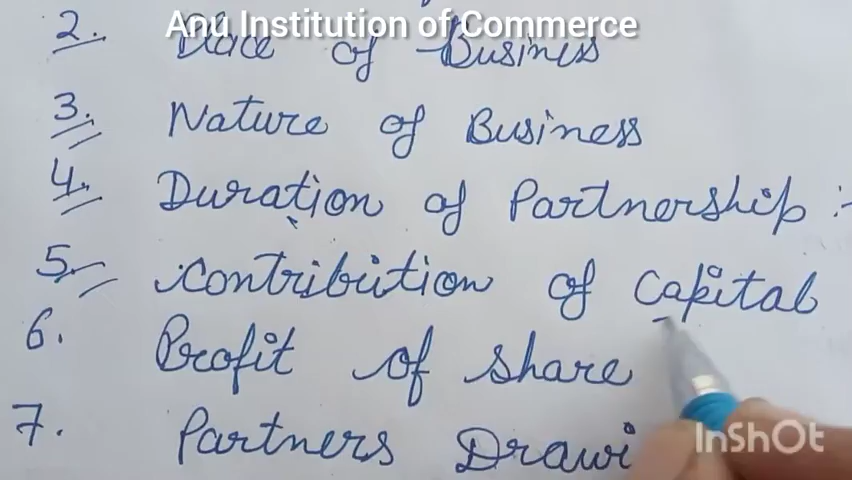 Anu Institution of Commerce
2. Place of Business
3. Nature of Business
4. Duration of Partnership :-
5. Contribution of Capital
6. Profit of share
7. Partners Drawi
InShOt